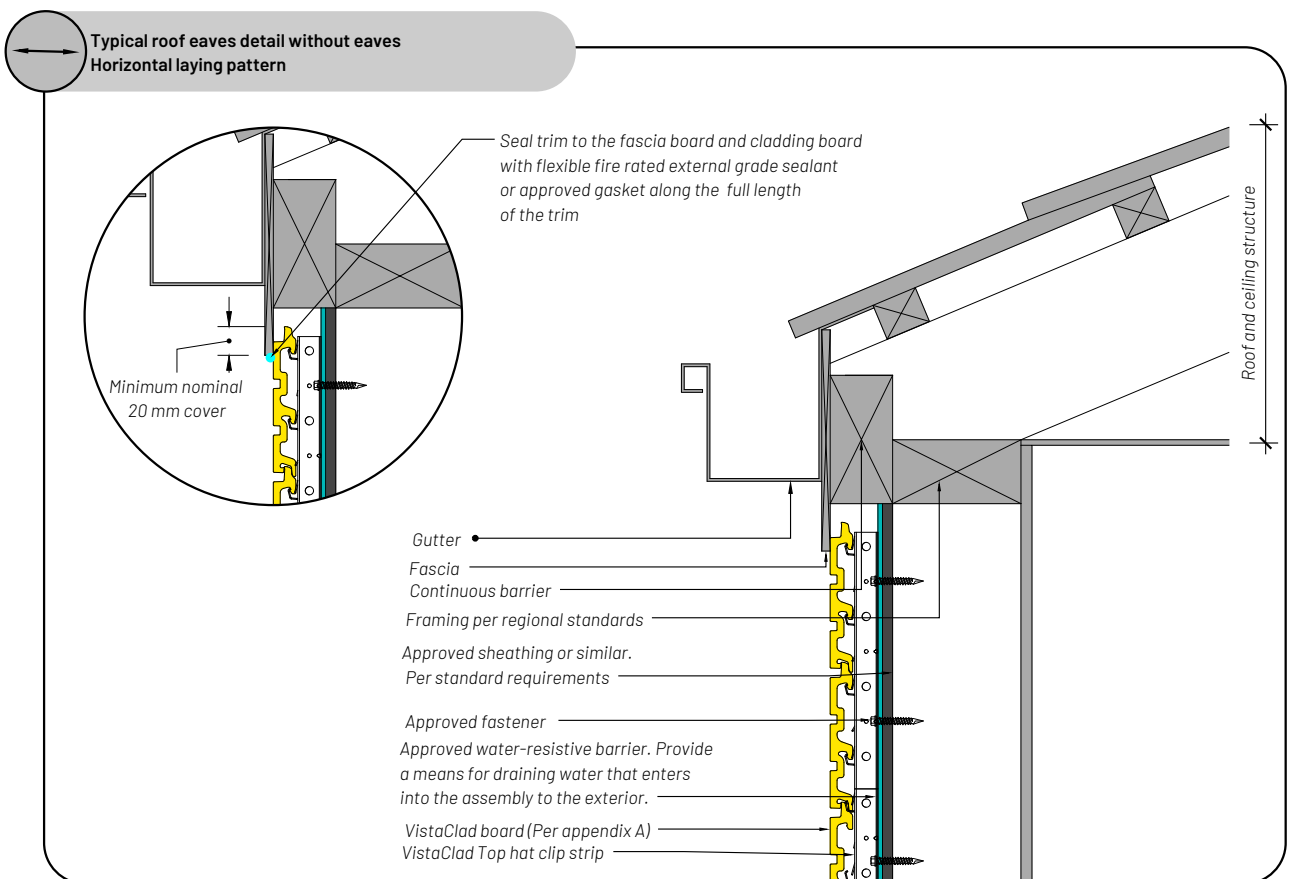 Typical roof eaves detail without eaves
Horizontal laying pattern
Seal trim to the fascia board and cladding board
with flexible fire rated external grade sealant
or approved gasket along the full length
of the trim
Roof and ceiling structure
Minimum nominal
20 mm cover
Gutter
Fascia
Continuous barrier
Framing per regional standards
Approved sheathing or similar.
Per standard requirements
Approved fastener
Approved water-resistive barrier. Provide
a means for draining water that enters
into the assembly to the exterior.
VistaClad board (Per appendix A)
VistaClad Top hat clip strip